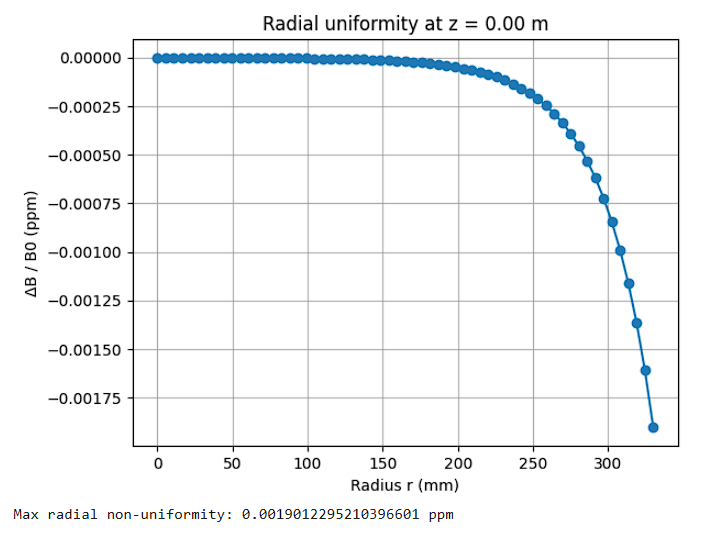 Radial uniformity at z = 0.00 m
0.00000
−0.00025
−0.00050
−0.00075
−0.00100
−0.00125
−0.00150
−0.00175
ΔB / B0 (ppm)
0 50 100 150 200 250 300
Radius r (mm)
Max radial non-uniformity: 0.0019012295210396601 ppm